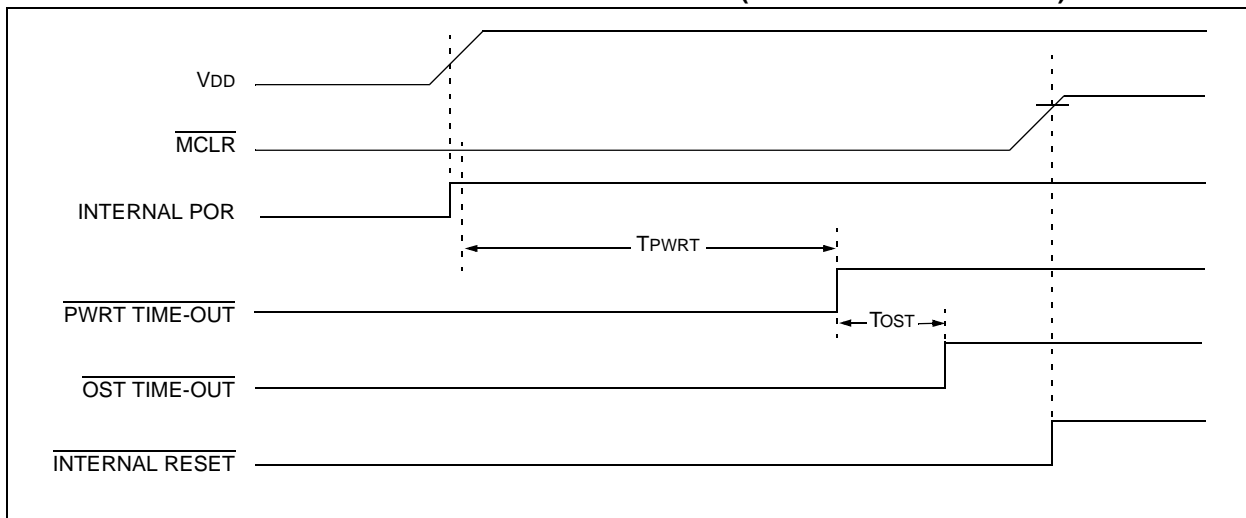 VDD
MCLR
INTERNAL POR
TPWRT
PWRT TIME-OUT
TOST
OST TIME-OUT
INTERNAL RESET